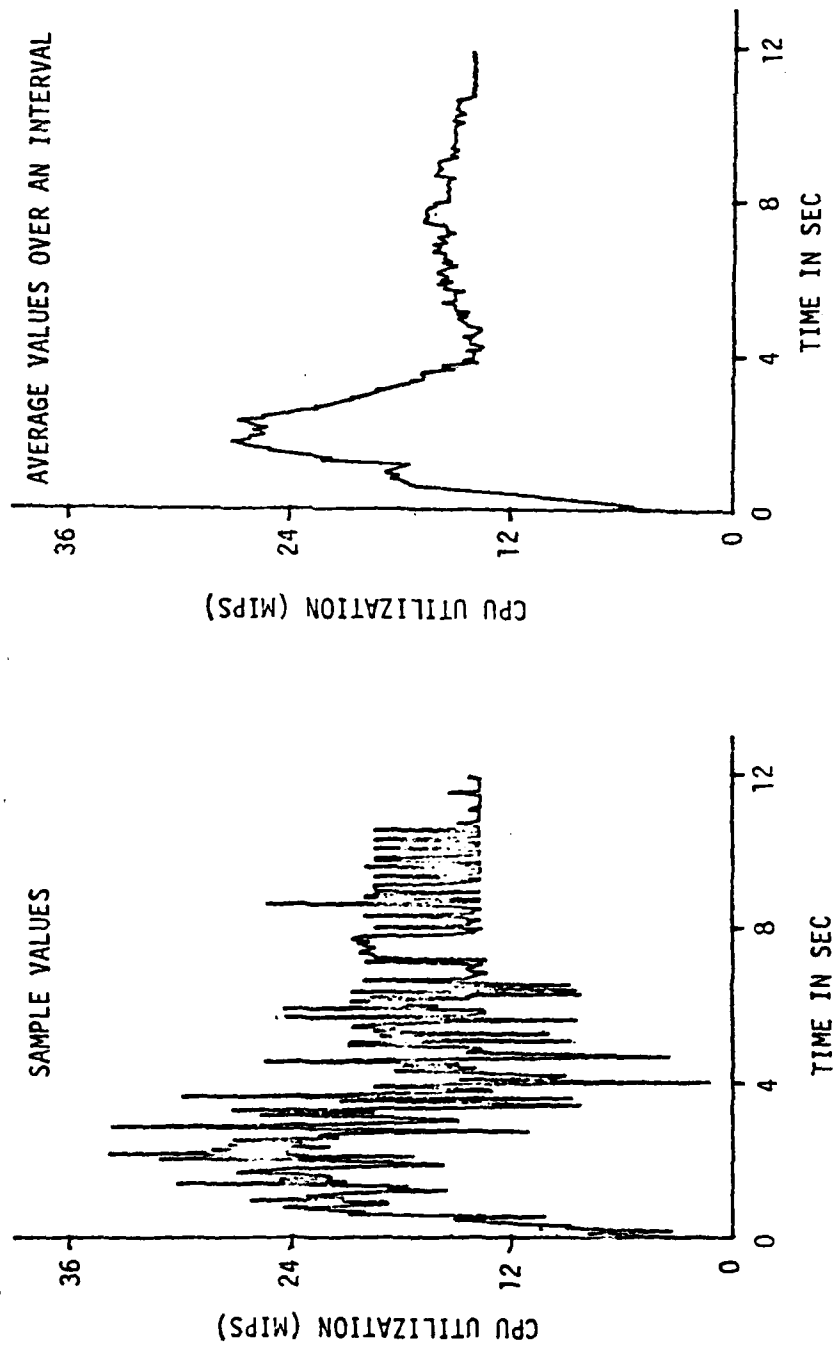 SAMPLE VALUES
CPU UTILIZATION (MIPS)
36
24
12
0
0
4
8
12
TIME IN SEC
AVERAGE VALUES OVER AN INTERVAL
CPU UTILIZATION (MIPS)
36
24
12
0
0
4
8
12
TIME IN SEC